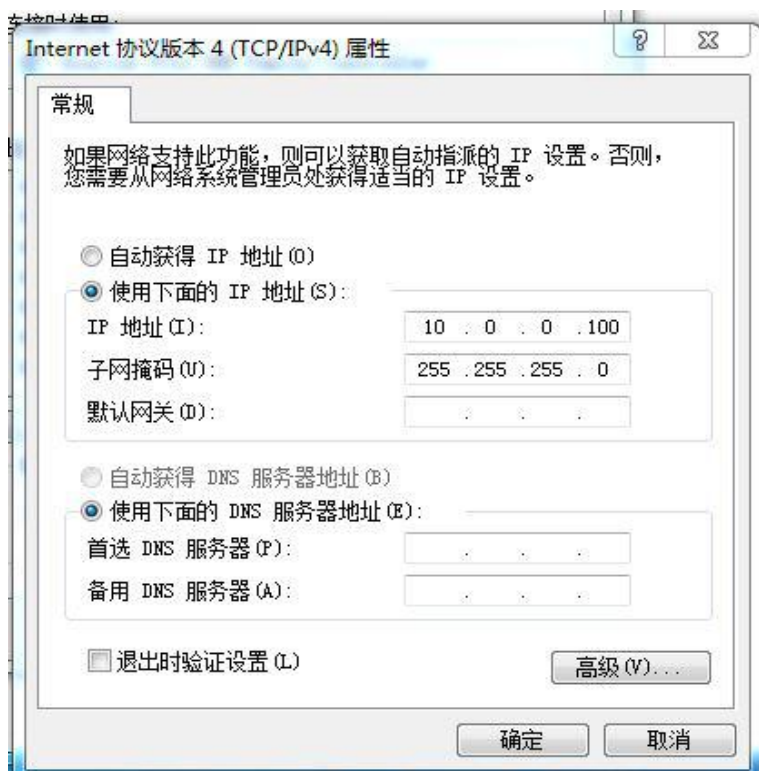 连接时使用:
Internet 协议版本 4 (TCP/IPv4) 属性
常规
如果网络支持此功能，则可以获取自动指派的 IP 设置。否则，
您需要从网络系统管理员处获得适当的 IP 设置。
自动获得 IP 地址(O)
使用下面的 IP 地址(S):
IP 地址(I): 10 . 0 . 0 .100
子网掩码(U): 255 .255 .255 . 0
默认网关(D): . . .
自动获得 DNS 服务器地址(B)
使用下面的 DNS 服务器地址(E):
首选 DNS 服务器(P): . . .
备用 DNS 服务器(A): . . .
退出时验证设置(L)
高级(V)...
确定 取消